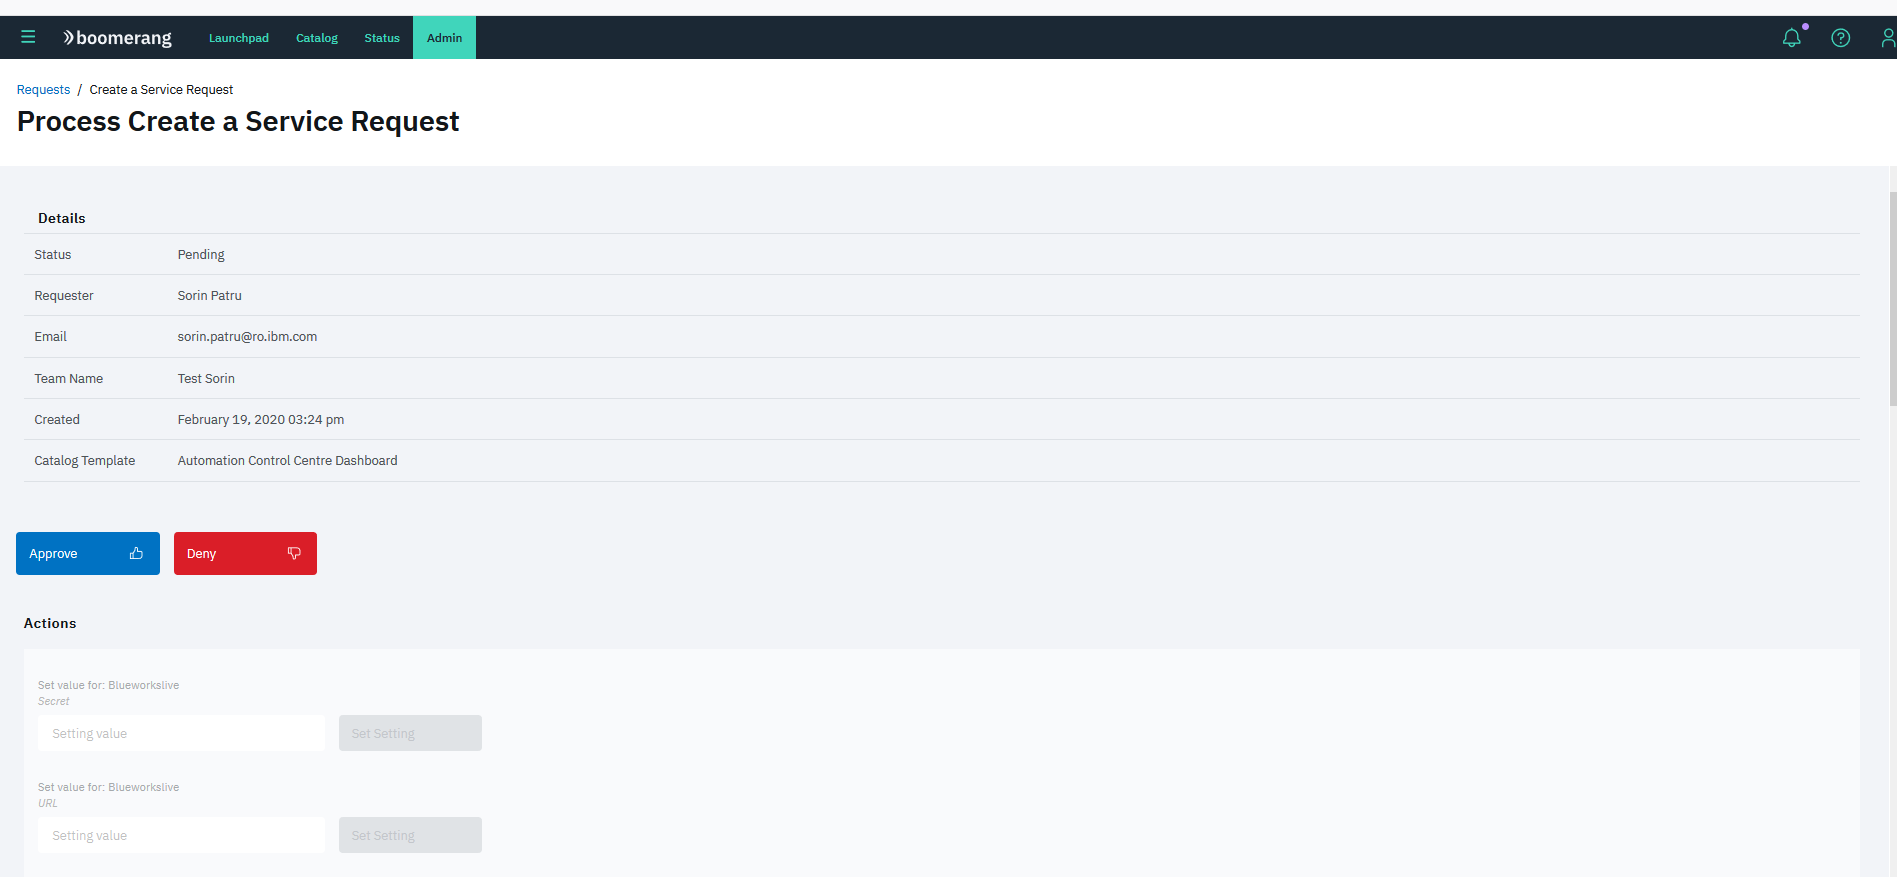 boomerang Launchpad Catalog Status Admin
Requests / Create a Service Request
Process Create a Service Request
Details
Status Pending
Requester Sorin Patru
Email sorin.patru@ro.ibm.com
Team Name Test Sorin
Created February 19, 2020 03:24 pm
Catalog Template Automation Control Centre Dashboard
Approve Deny
Actions
Set value for: Blueworkslive
Secret
Setting value Set Setting
Set value for: Blueworkslive
URL
Setting value Set Setting